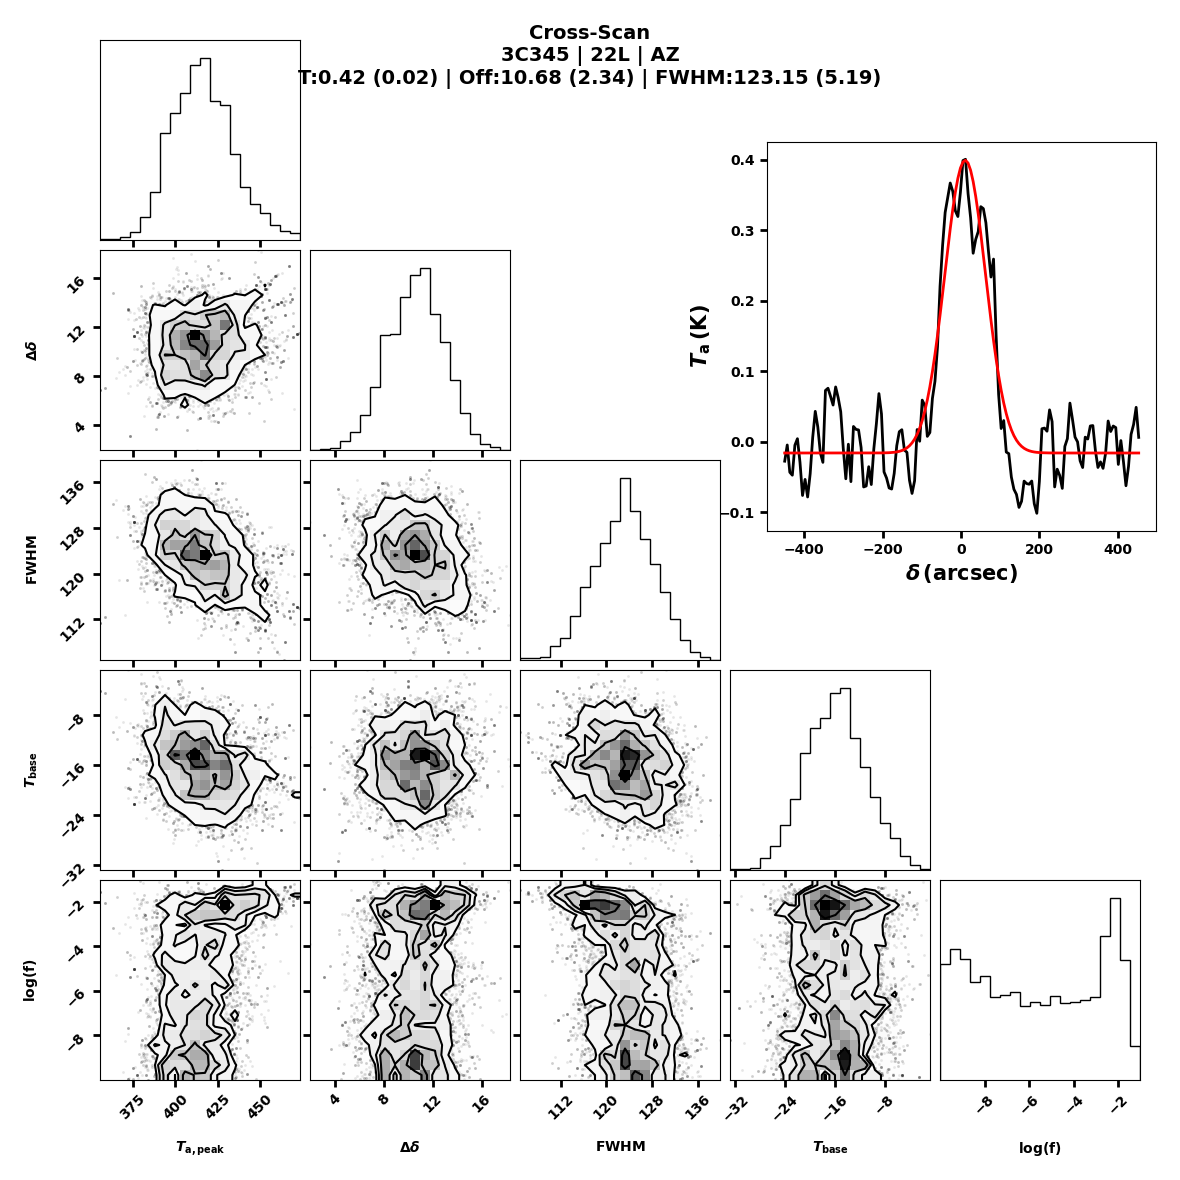 Cross-Scan
3C345 | 22L | AZ
T:0.42 (0.02) | Off:10.68 (2.34) | FWHM:123.15 (5.19)
0.4
0.3
0.2
0.1
0.0
−0.1
Ta (K)
−400 −200 0 200 400
δ (arcsec)
16
12
8
4
Δδ
136
128
120
112
FWHM
−8
−16
−24
−32
Tbase
−2
−4
−6
−8
log(f)
375 400 425 450
4 8 12 16
112 120 128 136
−32 −24 −16 −8
−8 −6 −4 −2
Ta, peak
Δδ
FWHM
Tbase
log(f)